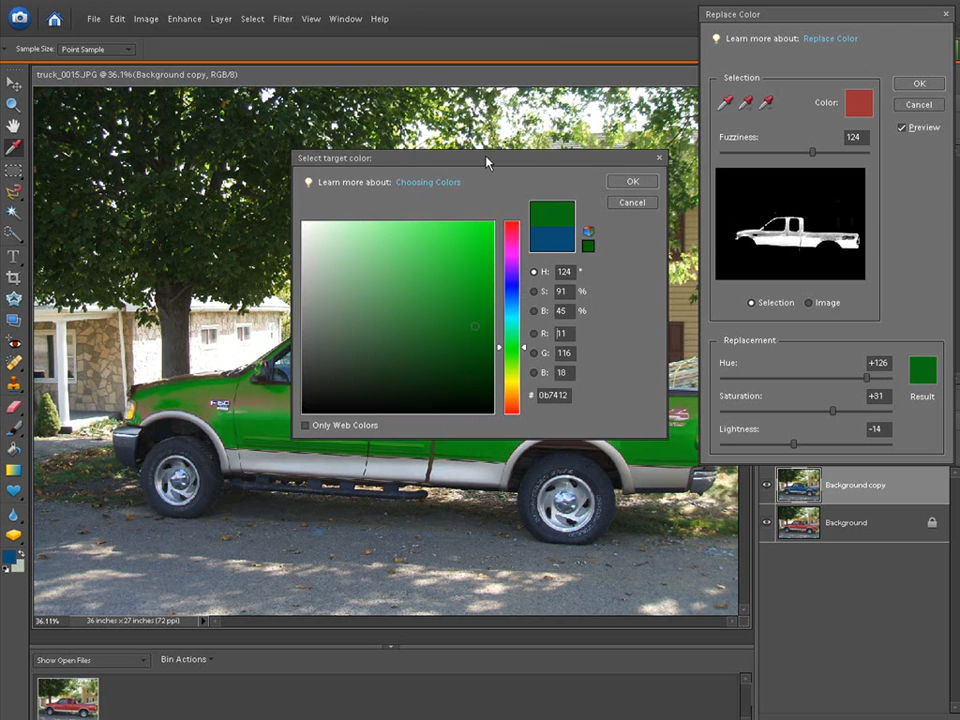 File Edit Image Enhance Layer Select Filter View Window Help
Sample Size: Point Sample
truck_0015.JPG @ 36.1%(Background copy, RGB/8)
Replace Color
Learn more about: Replace Color
Selection
Color:
Fuzziness: 124
OK
Cancel
Preview
Selection Image
Replacement
Hue: +126
Saturation: +31
Lightness: -14
Result
Select target color:
Learn more about: Choosing Colors
OK
Cancel
H: 124 °
S: 91 %
B: 45 %
R: 11
G: 116
B: 18
# 0b7412
Only Web Colors
Background copy
Background
36.11% 36 inches x 27 inches (72 ppi)
Show Open Files Bin Actions